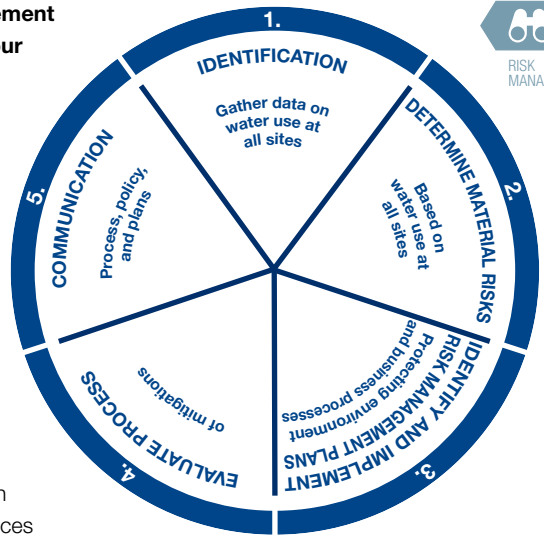 ement
ur
RISK
MANA
1.
IDENTIFICATION
Gather data on
water use at
all sites
2.
DETERMINE MATERIAL RISKS
Based on
water use at
all sites
3.
IDENTIFY AND IMPLEMENT
RISK MANAGEMENT PLANS
Protecting environment
and business processes
4.
EVALUATE PROCESS
of mitigations
5.
COMMUNICATION
Process, policy,
and plans
n
ces